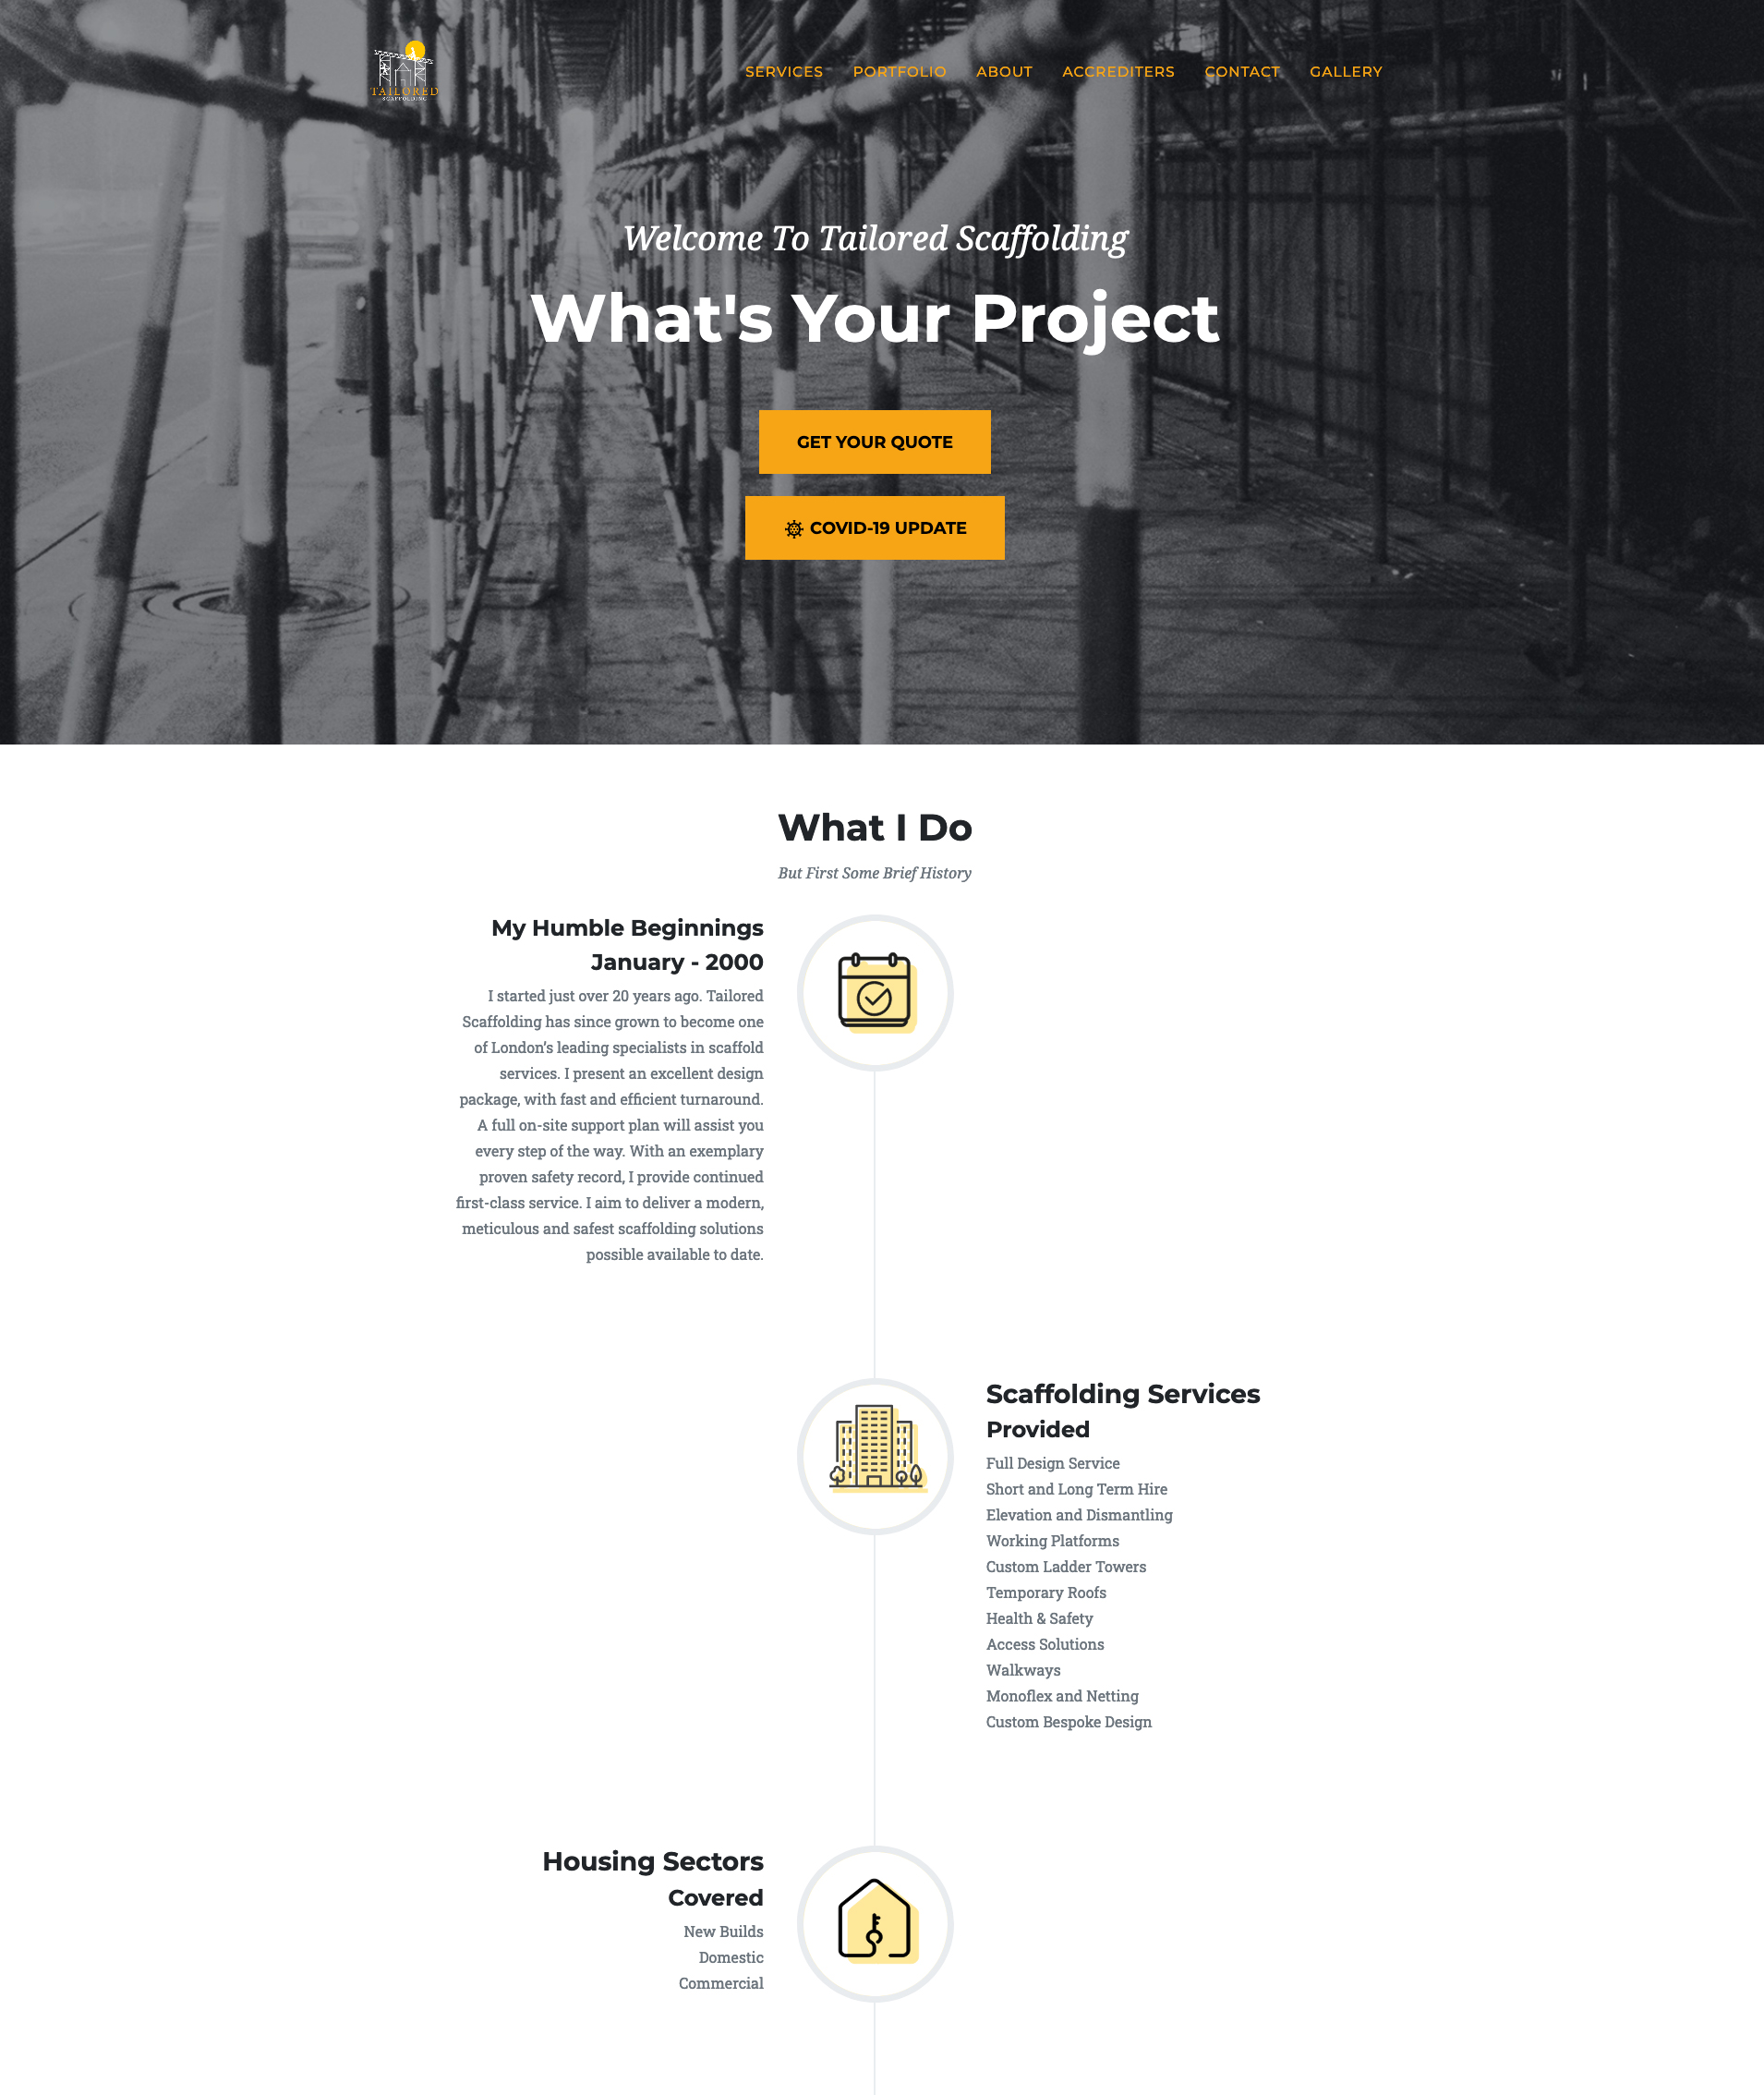 TAILORED
SCAFFOLDING
SERVICES PORTFOLIO ABOUT ACCREDITERS CONTACT GALLERY
Welcome To Tailored Scaffolding
What's Your Project
GET YOUR QUOTE
COVID-19 UPDATE
What I Do
But First Some Brief History
My Humble Beginnings
January - 2000
I started just over 20 years ago. Tailored
Scaffolding has since grown to become one
of London's leading specialists in scaffold
services. I present an excellent design
package, with fast and efficient turnaround.
A full on-site support plan will assist you
every step of the way. With an exemplary
proven safety record, I provide continued
first-class service. I aim to deliver a modern,
meticulous and safest scaffolding solutions
possible available to date.
Scaffolding Services
Provided
Full Design Service
Short and Long Term Hire
Elevation and Dismantling
Working Platforms
Custom Ladder Towers
Temporary Roofs
Health & Safety
Access Solutions
Walkways
Monoflex and Netting
Custom Bespoke Design
Housing Sectors
Covered
New Builds
Domestic
Commercial